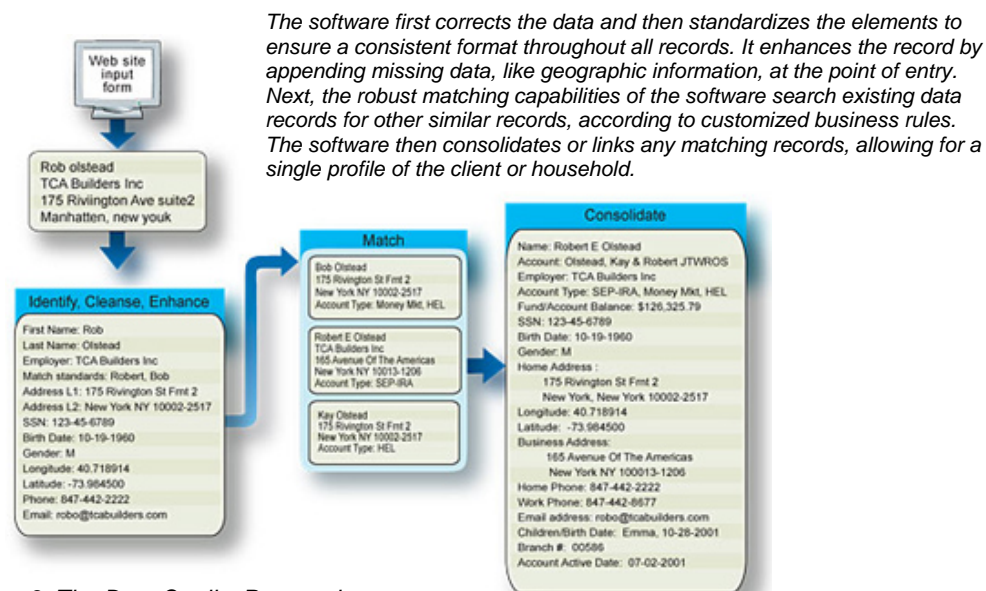 The software first corrects the data and then standardizes the elements to
ensure a consistent format throughout all records. It enhances the record by
appending missing data, like geographic information, at the point of entry.
Next, the robust matching capabilities of the software search existing data
records for other similar records, according to customized business rules.
The software then consolidates or links any matching records, allowing for a
single profile of the client or household.
Web site
input
form
Rob olstead
TCA Builders Inc
175 Riviington Ave suite2
Manhatten, new youk
Identify, Cleanse, Enhance
First Name: Rob
Last Name: Olstead
Employer: TCA Builders Inc
Match standards: Robert, Bob
Address L1: 175 Rivington St Frnt 2
Address L2: New York NY 10002-2517
SSN: 123-45-6789
Birth Date: 10-19-1960
Gender: M
Longitude: 40.718914
Latitude: -73.984500
Phone: 847-442-2222
Email: robo@tcabuilders.com
Match
Bob Olstead
175 Rivington St Frnt 2
New York NY 10002-2517
Account Type: Money Mkt, HEL
Robert E Olstead
TCA Builders Inc
165 Avenue Of The Americas
New York NY 10013-1206
Account Type: SEP-IRA
Kay Olstead
175 Rivington St Frnt 2
New York NY 10002-2517
Account Type: HEL
Consolidate
Name: Robert E Olstead
Account: Olstead, Kay & Robert JTWROS
Employer: TCA Builders Inc
Account Type: SEP-IRA, Money Mkt, HEL
Fund/Account Balance: $126,325.79
SSN: 123-45-6789
Birth Date: 10-19-1960
Gender: M
Home Address :
175 Rivington St Frnt 2
New York, New York 10002-2517
Longitude: 40.718914
Latitude: -73.984500
Business Address:
165 Avenue Of The Americas
New York NY 100013-1206
Home Phone: 847-442-2222
Work Phone: 847-442-8677
Email address: robo@tcabuilders.com
Children/Birth Date: Emma, 10-28-2001
Branch #: 00586
Account Active Date: 07-02-2001